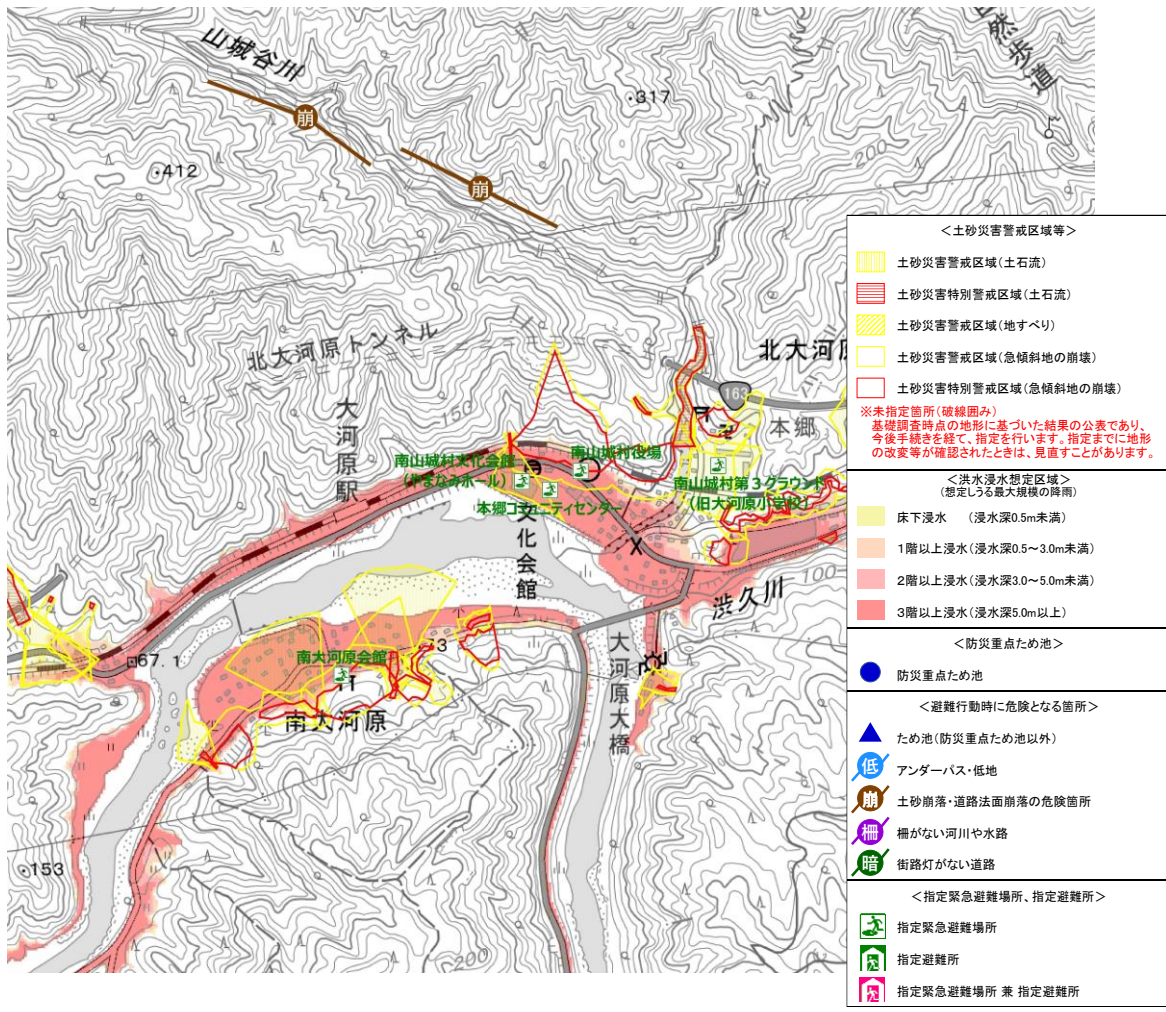 山城谷川
崩
崩
・317
・412
200
自然歩道
北大河原トンネル
150
大河原駅
163
本郷
南山城村文化会館
(やまなみホール)
南山城村役場
本郷コミュニティセンター
文化会館
南山城村第3グラウンド
(旧大河原小学校)
渋久川
100
67.1
南大河原会館
南大河原
大河原大橋
・153
200
<土砂災害警戒区域等>
土砂災害警戒区域(土石流)
土砂災害特別警戒区域(土石流)
土砂災害警戒区域(地すべり)
土砂災害警戒区域(急傾斜地の崩壊)
土砂災害特別警戒区域(急傾斜地の崩壊)
※未指定箇所(破線囲み)
基礎調査時点の地形に基づいた結果の公表であり、
今後手続きを経て、指定を行います。指定までに地形
の改変等が確認されたときは、見直すことがあります。
<洪水浸水想定区域>
(想定しうる最大規模の降雨)
床下浸水 (浸水深0.5m未満)
1階以上浸水(浸水深0.5~3.0m未満)
2階以上浸水(浸水深3.0~5.0m未満)
3階以上浸水(浸水深5.0m以上)
<防災重点ため池>
防災重点ため池
<避難行動時に危険となる箇所>
ため池(防災重点ため池以外)
低 アンダーパス・低地
崩 土砂崩落・道路法面崩落の危険箇所
柵 柵がない河川や水路
暗 街路灯がない道路
<指定緊急避難場所、指定避難所>
指定緊急避難場所
指定避難所
指定緊急避難場所 兼 指定避難所